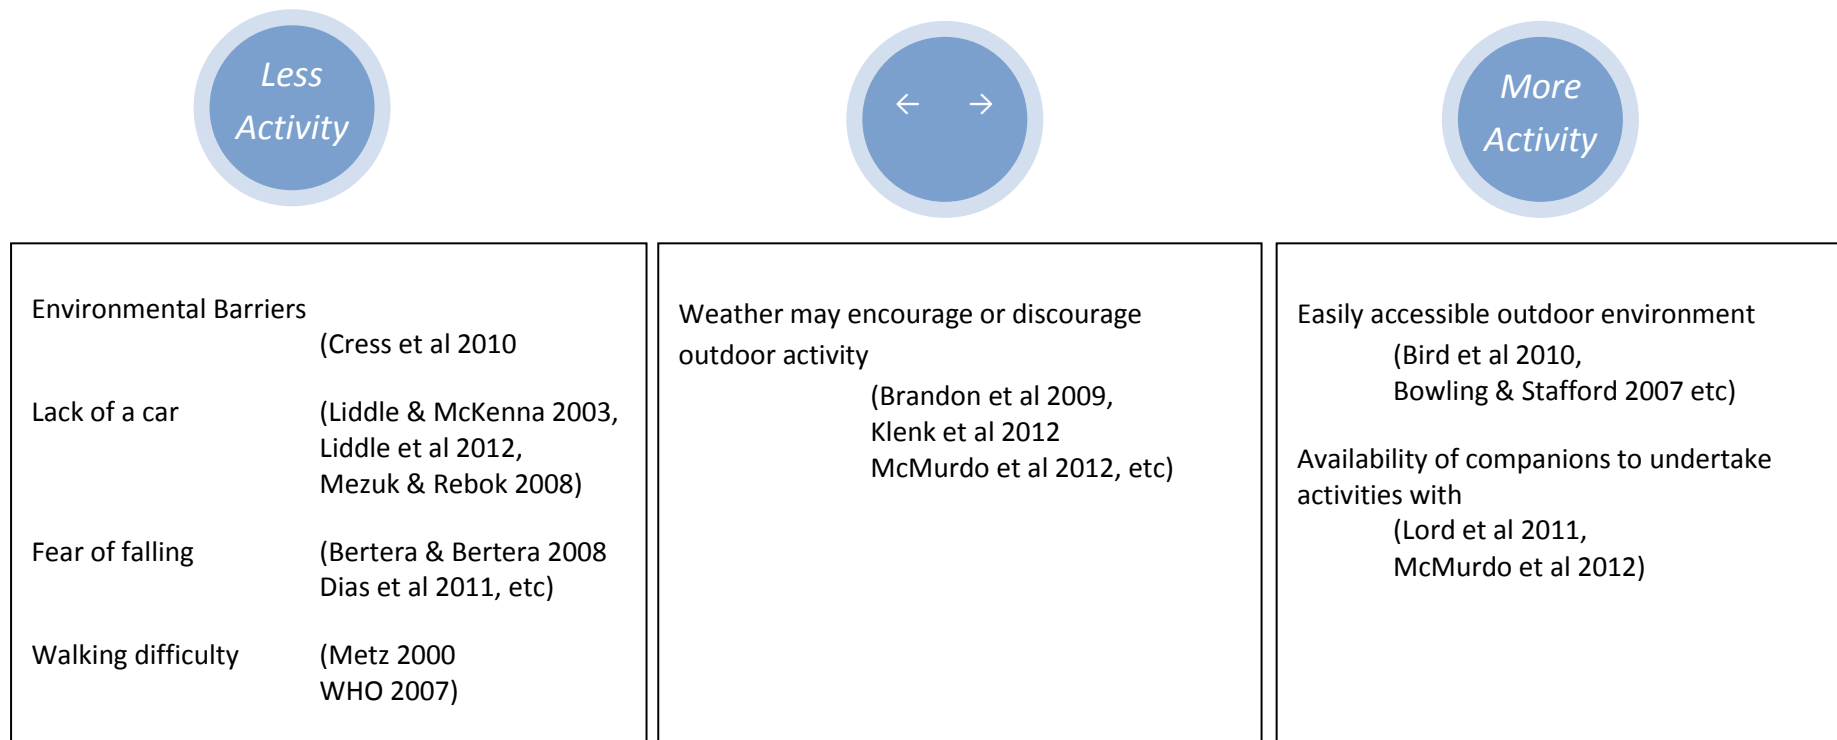 Less
Activity
← →
More
Activity
Environmental Barriers
(Cress et al 2010
Lack of a car (Liddle & McKenna 2003,
Liddle et al 2012,
Mezuk & Rebok 2008)
Fear of falling (Bertera & Bertera 2008
Dias et al 2011, etc)
Walking difficulty (Metz 2000
WHO 2007)
Weather may encourage or discourage
outdoor activity
(Brandon et al 2009,
Klenk et al 2012
McMurdo et al 2012, etc)
Easily accessible outdoor environment
(Bird et al 2010,
Bowling & Stafford 2007 etc)
Availability of companions to undertake
activities with
(Lord et al 2011,
McMurdo et al 2012)